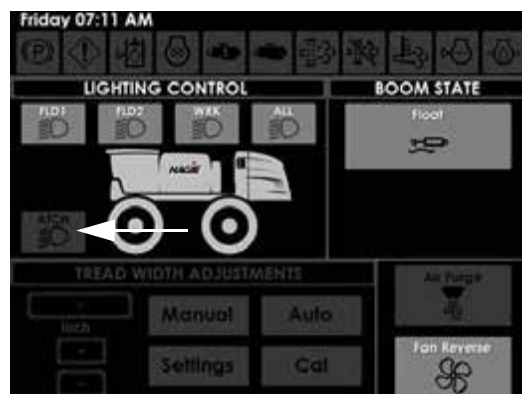 Friday 07:11 AM
LIGHTING CONTROL
BOOM STATE
FLD1 FLD2 WRK ALL
Float
HAGIE
ATCH
TREAD WIDTH ADJUSTMENTS
Air Purge
Inch
Manual Auto
Fan Reverse
Settings Cal